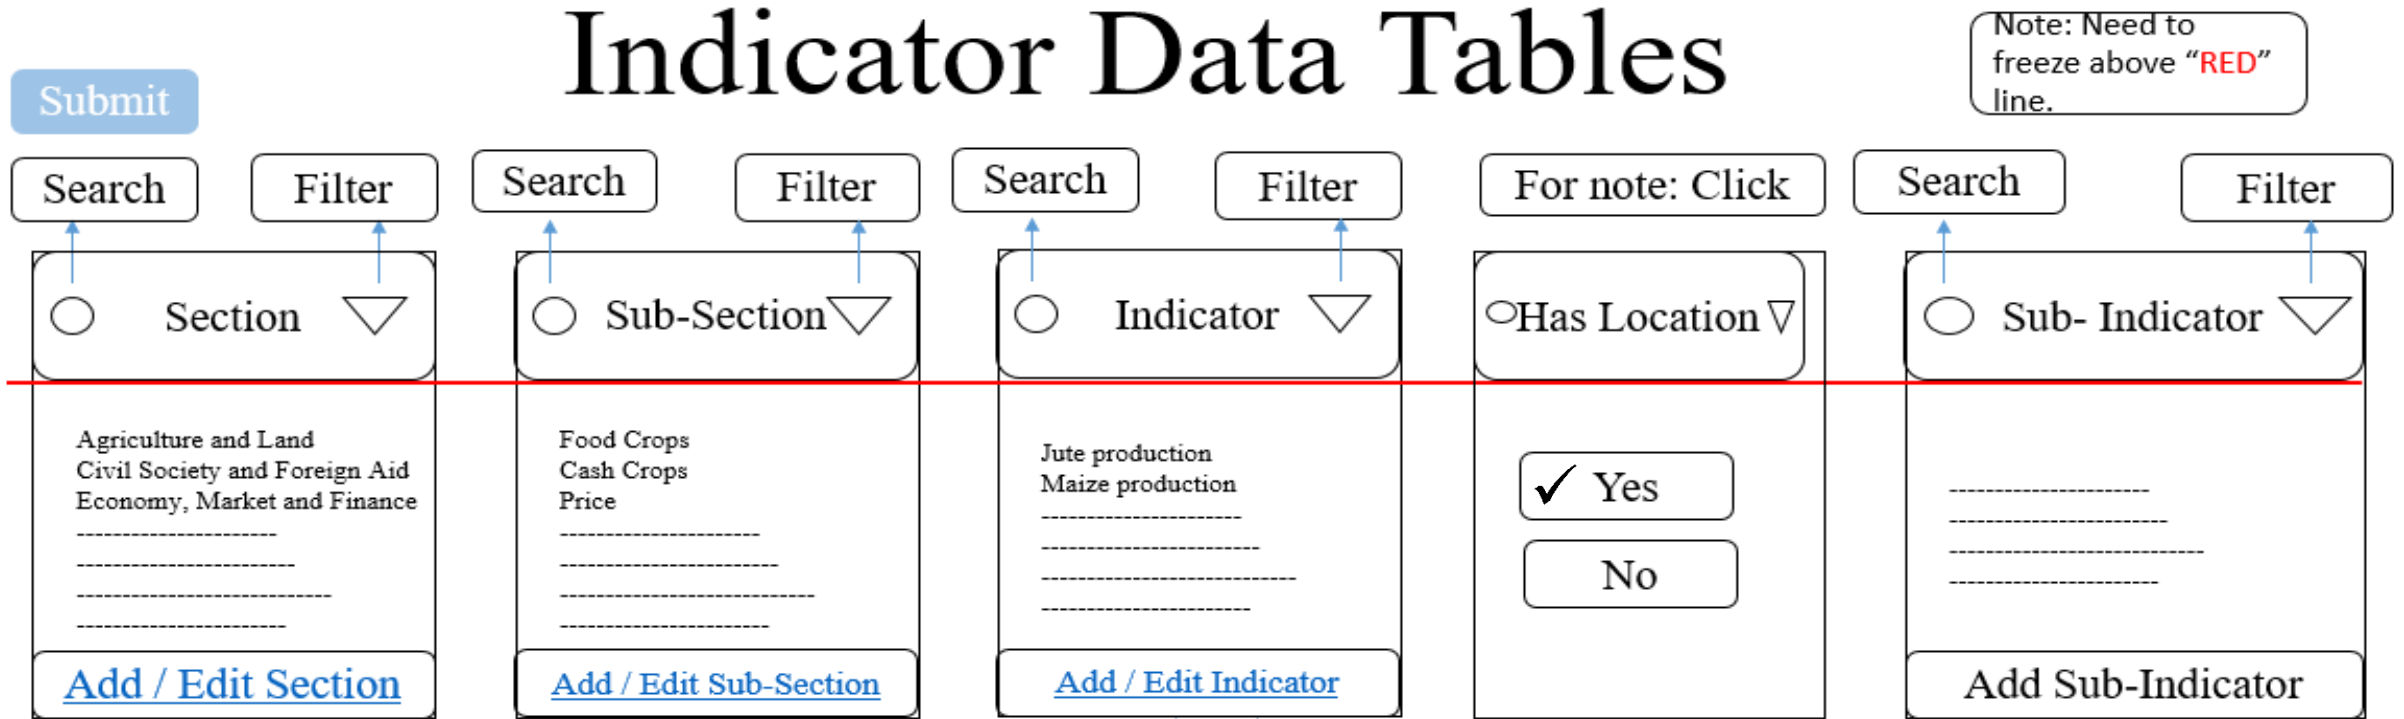 Indicator Data Tables
Note: Need to
freeze above “RED”
line.
Submit
Search
Filter
Search
Filter
Search
Filter
For note: Click
Search
Filter
Section
Sub-Section
Indicator
Has Location
Sub- Indicator
Agriculture and Land
Civil Society and Foreign Aid
Economy, Market and Finance
----------------------
------------------------
----------------------------
-----------------------
Food Crops
Cash Crops
Price
----------------------
------------------------
----------------------------
-----------------------
Jute production
Maize production
----------------------
------------------------
----------------------------
-----------------------
✓ Yes
No
----------------------
------------------------
----------------------------
-----------------------
Add / Edit Section
Add / Edit Sub-Section
Add / Edit Indicator
Add Sub-Indicator